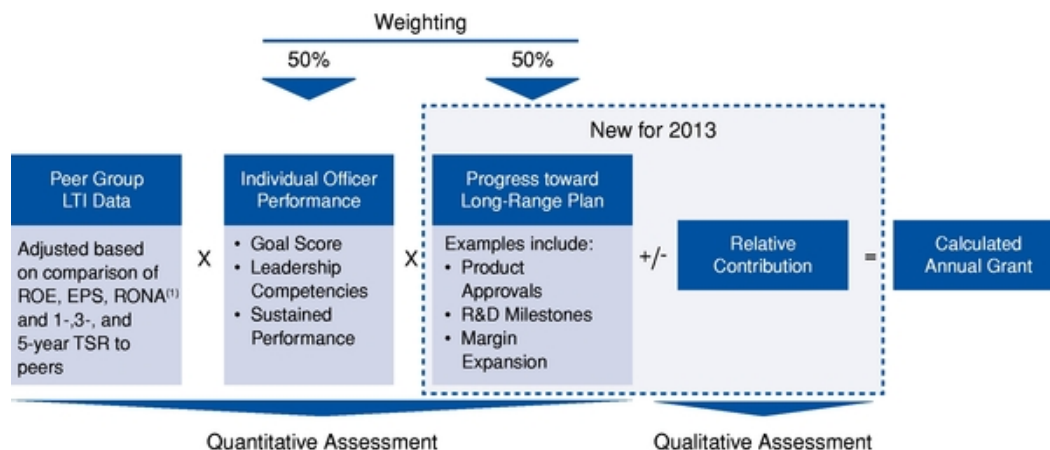 Weighting
50%
50%
New for 2013
Peer Group
LTI Data
Adjusted based
on comparison of
ROE, EPS, RONA(1)
and 1-,3-, and
5-year TSR to
peers
X
Individual Officer
Performance
• Goal Score
• Leadership
Competencies
• Sustained
Performance
X
Progress toward
Long-Range Plan
Examples include:
• Product
Approvals
• R&D Milestones
• Margin
Expansion
+/-
Relative
Contribution
=
Calculated
Annual Grant
Quantitative Assessment
Qualitative Assessment